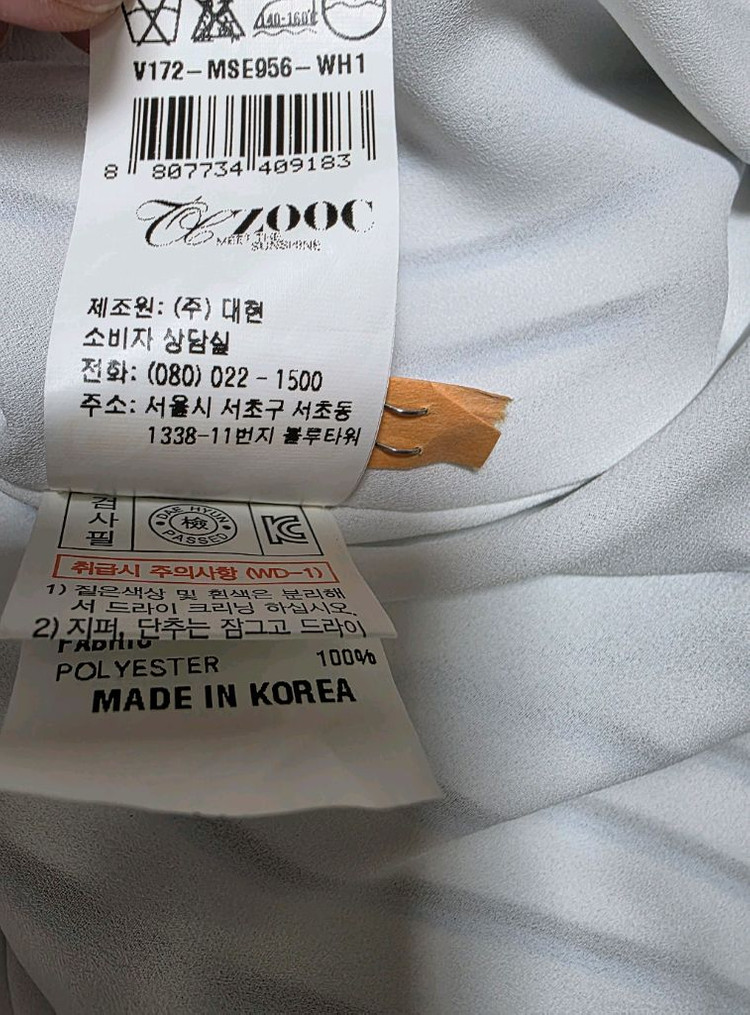 140-160℃
V172-MSE956-WH1
8 807734 409183
ZOOC
MEET THE
SUNSHINE
제조원: (주) 대현
소비자 상담실
전화: (080) 022-1500
주소: 서울시 서초구 서초동
1338-11번지 블루타워
검사필
DAE HYUN
檢
PASSED
취급시 주의사항 (WD-1)
1) 짙은색상 및 흰색은 분리해
서 드라이 크리닝 하십시오.
2) 지퍼, 단추는 잠그고 드라이
FABRIC
POLYESTER 100%
MADE IN KOREA